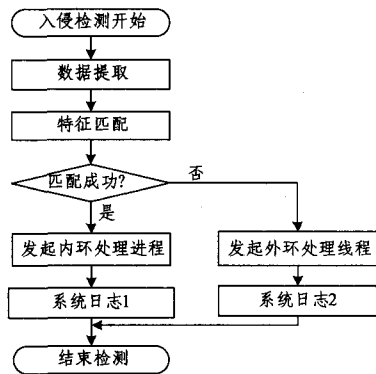 入侵检测开始
数据提取
特征匹配
匹配成功?
否
是
发起内环处理进程
发起外环处理线程
系统日志1
系统日志2
结束检测